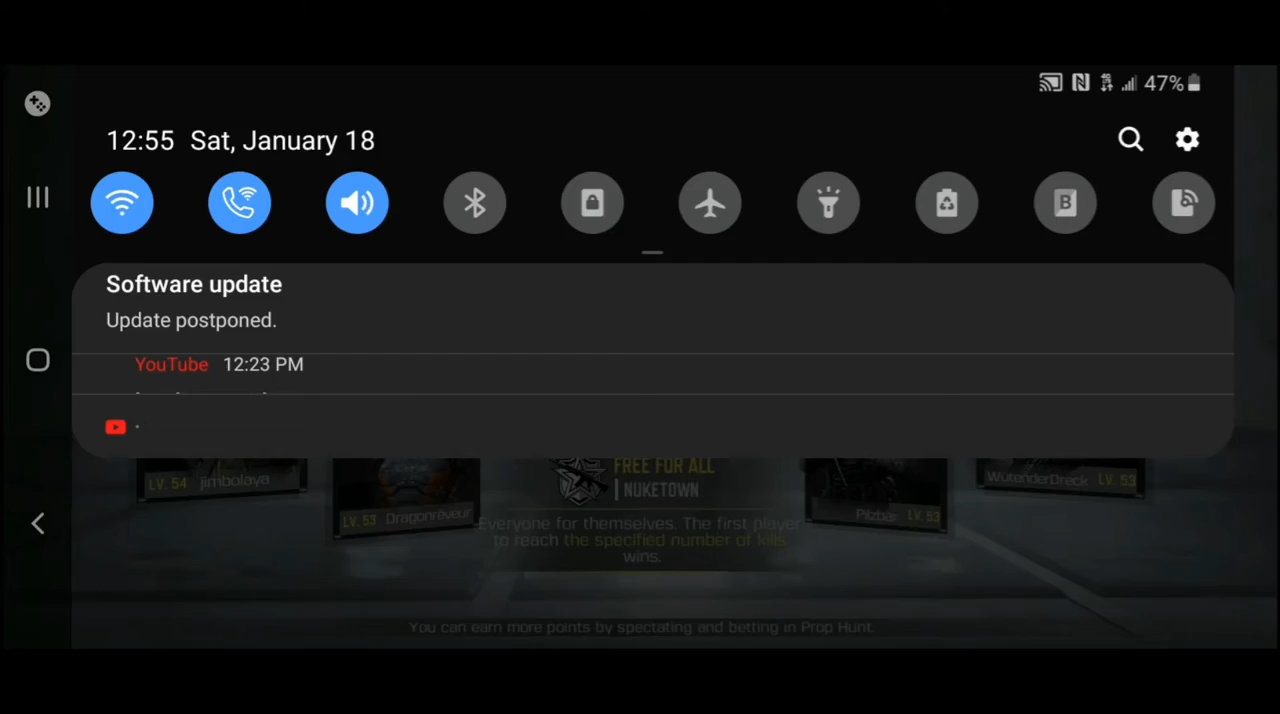 47%
12:55 Sat, January 18
B
Software update
Update postponed.
YouTube 12:23 PM
LV. 54 jimbolaya
LV. 53 Dragonreveur
FREE FOR ALL
NUKETOWN
Everyone for themselves. The first player
to reach the specified number of kills
wins.
Pilzbar LV. 53
WütenderDreck LV. 53
You can earn more points by spectating and betting in Prop Hunt.